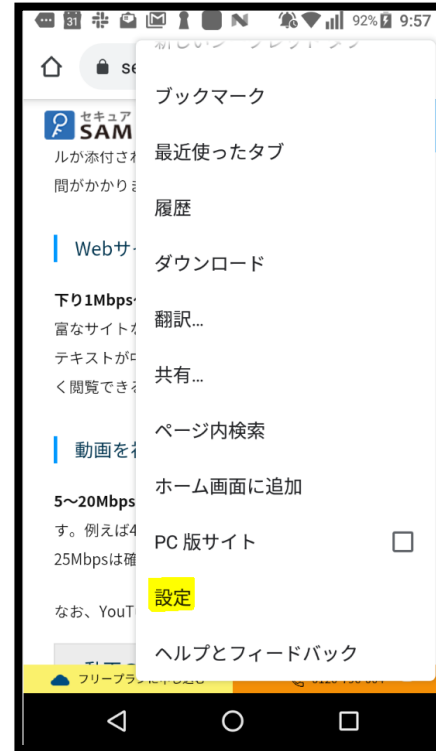 92% 9:57
ブックマーク
セキュア
SAM
最近使ったタブ
ルが添付され
間がかかりま
履歴
Webサ
ダウンロード
下り1Mbps
翻訳...
富なサイトな
テキストが
共有...
く閲覧できる
ページ内検索
動画を
ホーム画面に追加
5～20Mbps
す。例えば4
PC 版サイト
25Mbpsは確
設定
なお、YouT
ヘルプとフィードバック